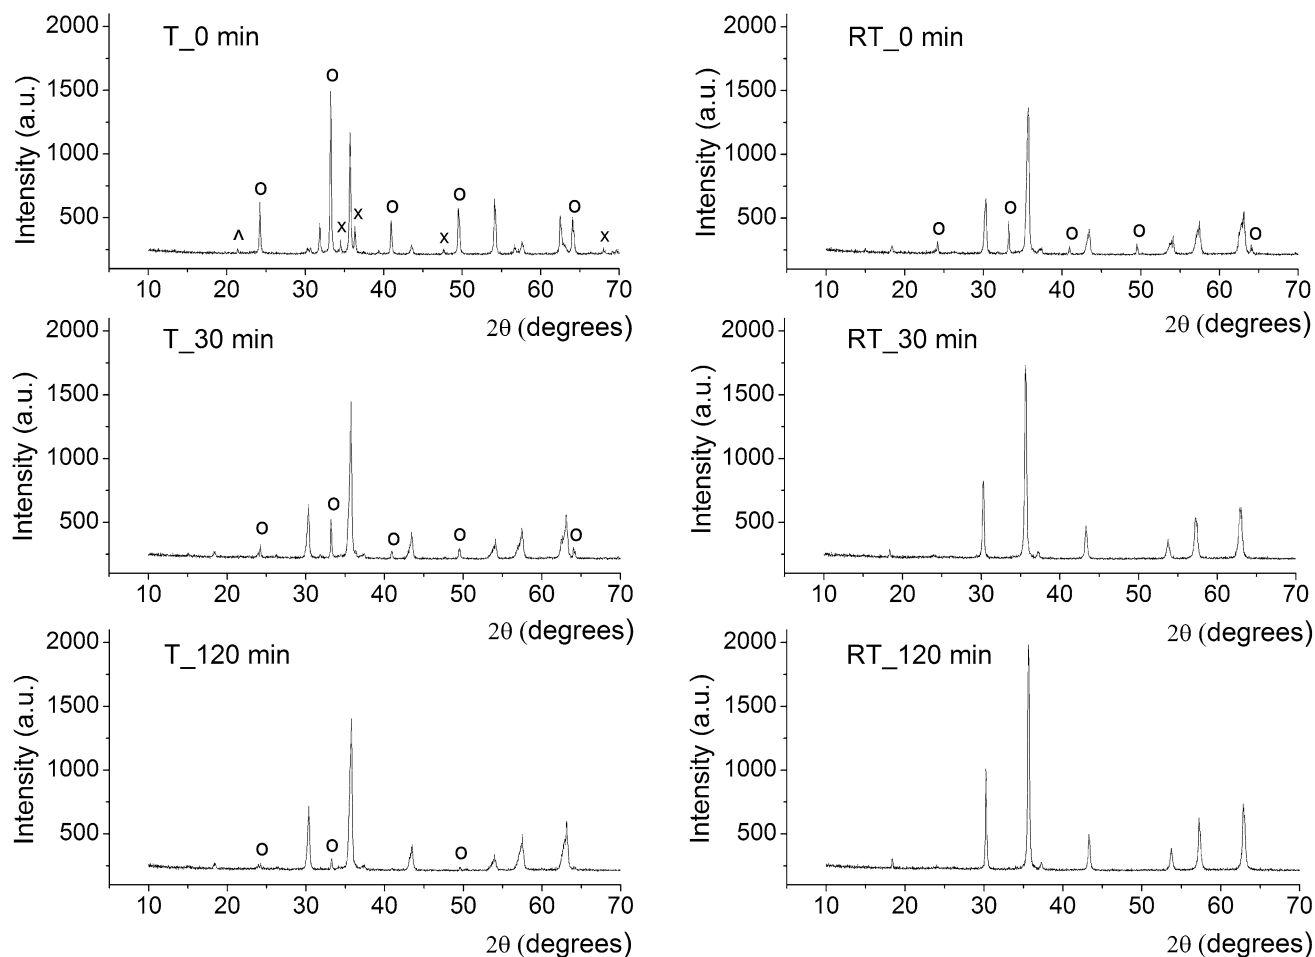 T_0 min
2000
1500
1000
500
Intensity (a.u.)
^
o
o
x
x
o
x
o
o
x
10 20 30 40 50 60 70
2θ (degrees)
RT_0 min
2000
1500
1000
500
Intensity (a.u.)
o
o
o
o
o
10 20 30 40 50 60 70
2θ (degrees)
T_30 min
2000
1500
1000
500
Intensity (a.u.)
o
o
o
o
o
10 20 30 40 50 60 70
2θ (degrees)
RT_30 min
2000
1500
1000
500
Intensity (a.u.)
10 20 30 40 50 60 70
2θ (degrees)
T_120 min
2000
1500
1000
500
Intensity (a.u.)
o
o
o
10 20 30 40 50 60 70
2θ (degrees)
RT_120 min
2000
1500
1000
500
Intensity (a.u.)
10 20 30 40 50 60 70
2θ (degrees)